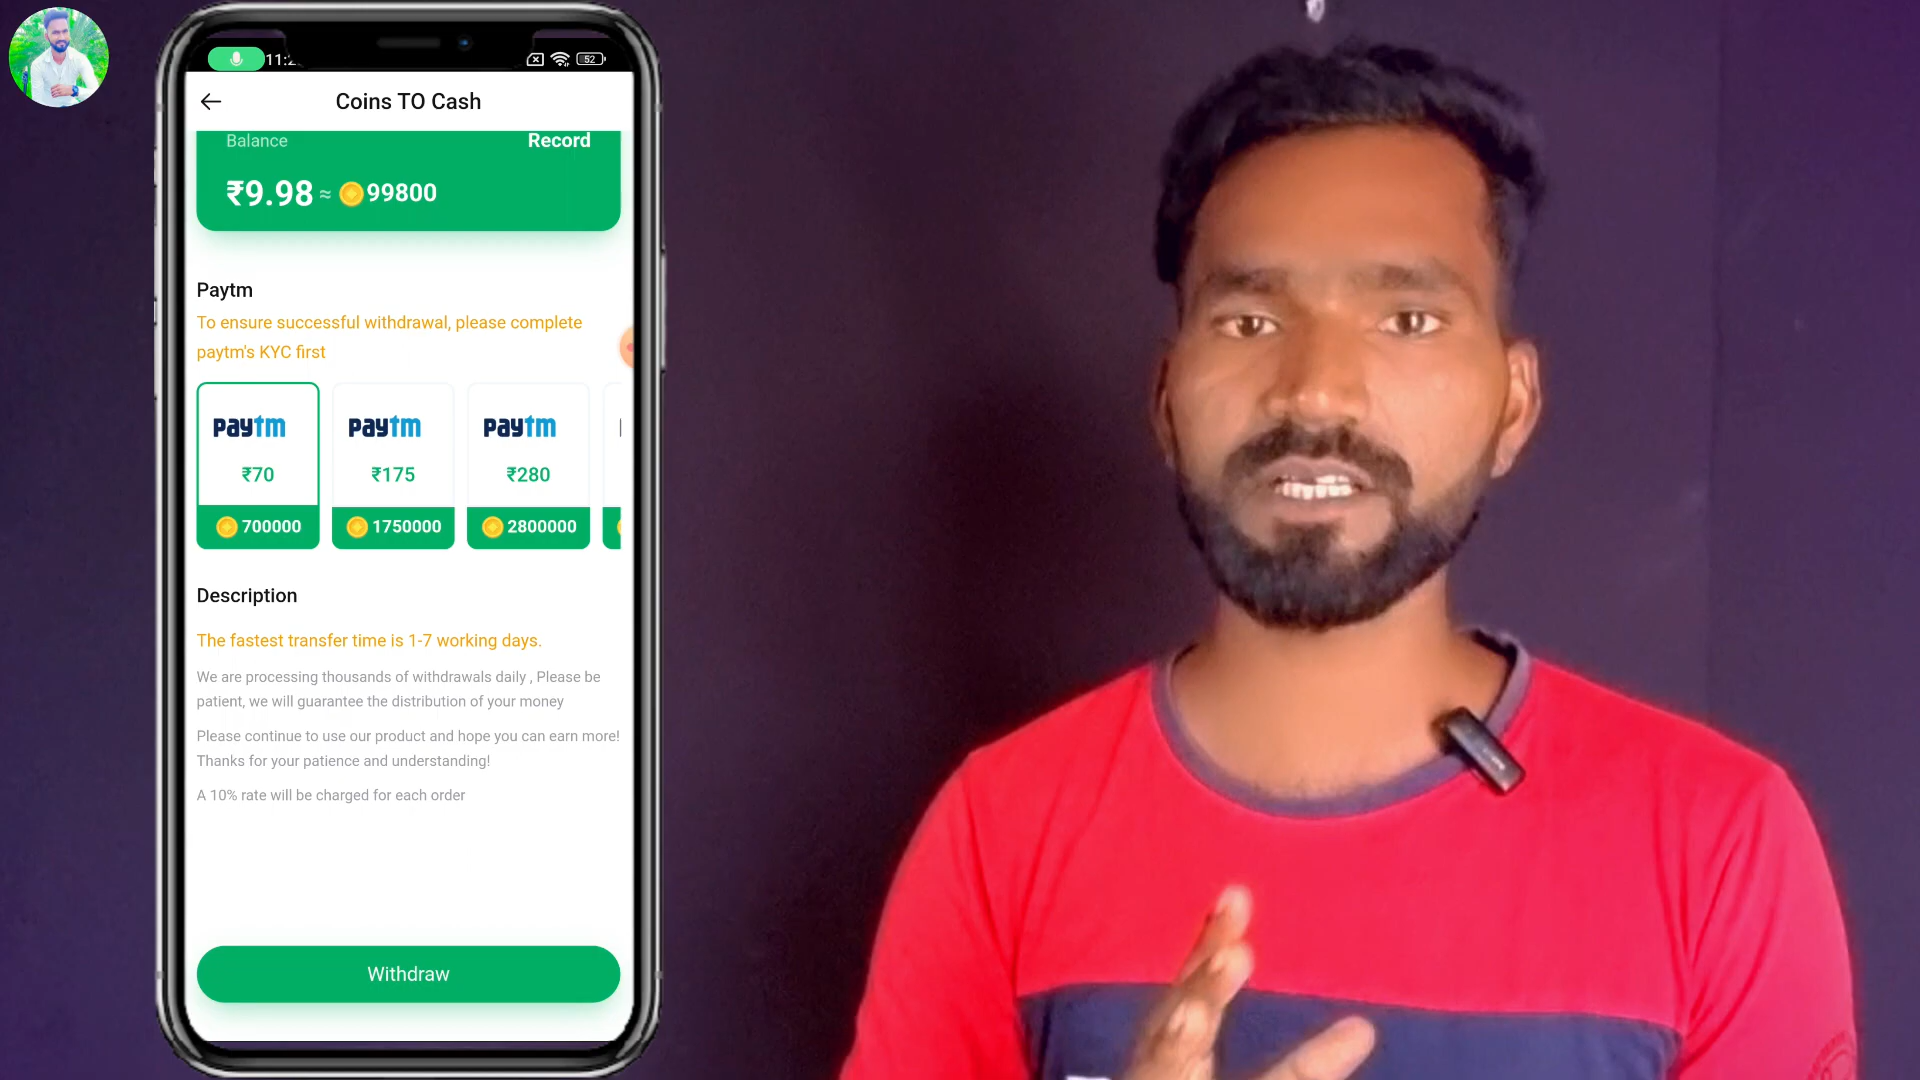 11:2
52
Coins TO Cash
Balance
Record
₹9.98 ≈ 99800
Paytm
To ensure successful withdrawal, please complete
paytm's KYC first
paytm
paytm
paytm
₹70
₹175
₹280
700000
1750000
2800000
Description
The fastest transfer time is 1-7 working days.
We are processing thousands of withdrawals daily , Please be
patient, we will guarantee the distribution of your money
Please continue to use our product and hope you can earn more!
Thanks for your patience and understanding!
A 10% rate will be charged for each order
Withdraw